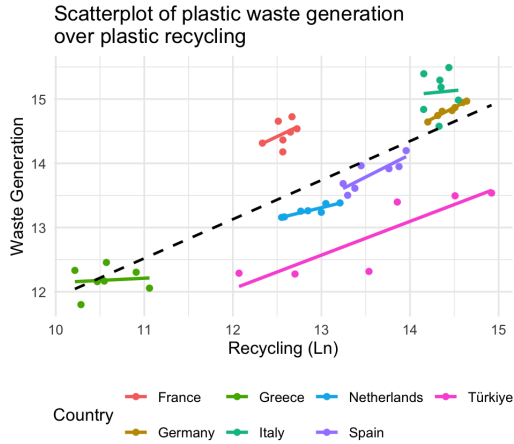 Scatterplot of plastic waste generation
over plastic recycling
Waste Generation
15
14
13
12
10 11 12 13 14 15
Recycling (Ln)
Country
France Greece Netherlands Türkiye
Germany Italy Spain